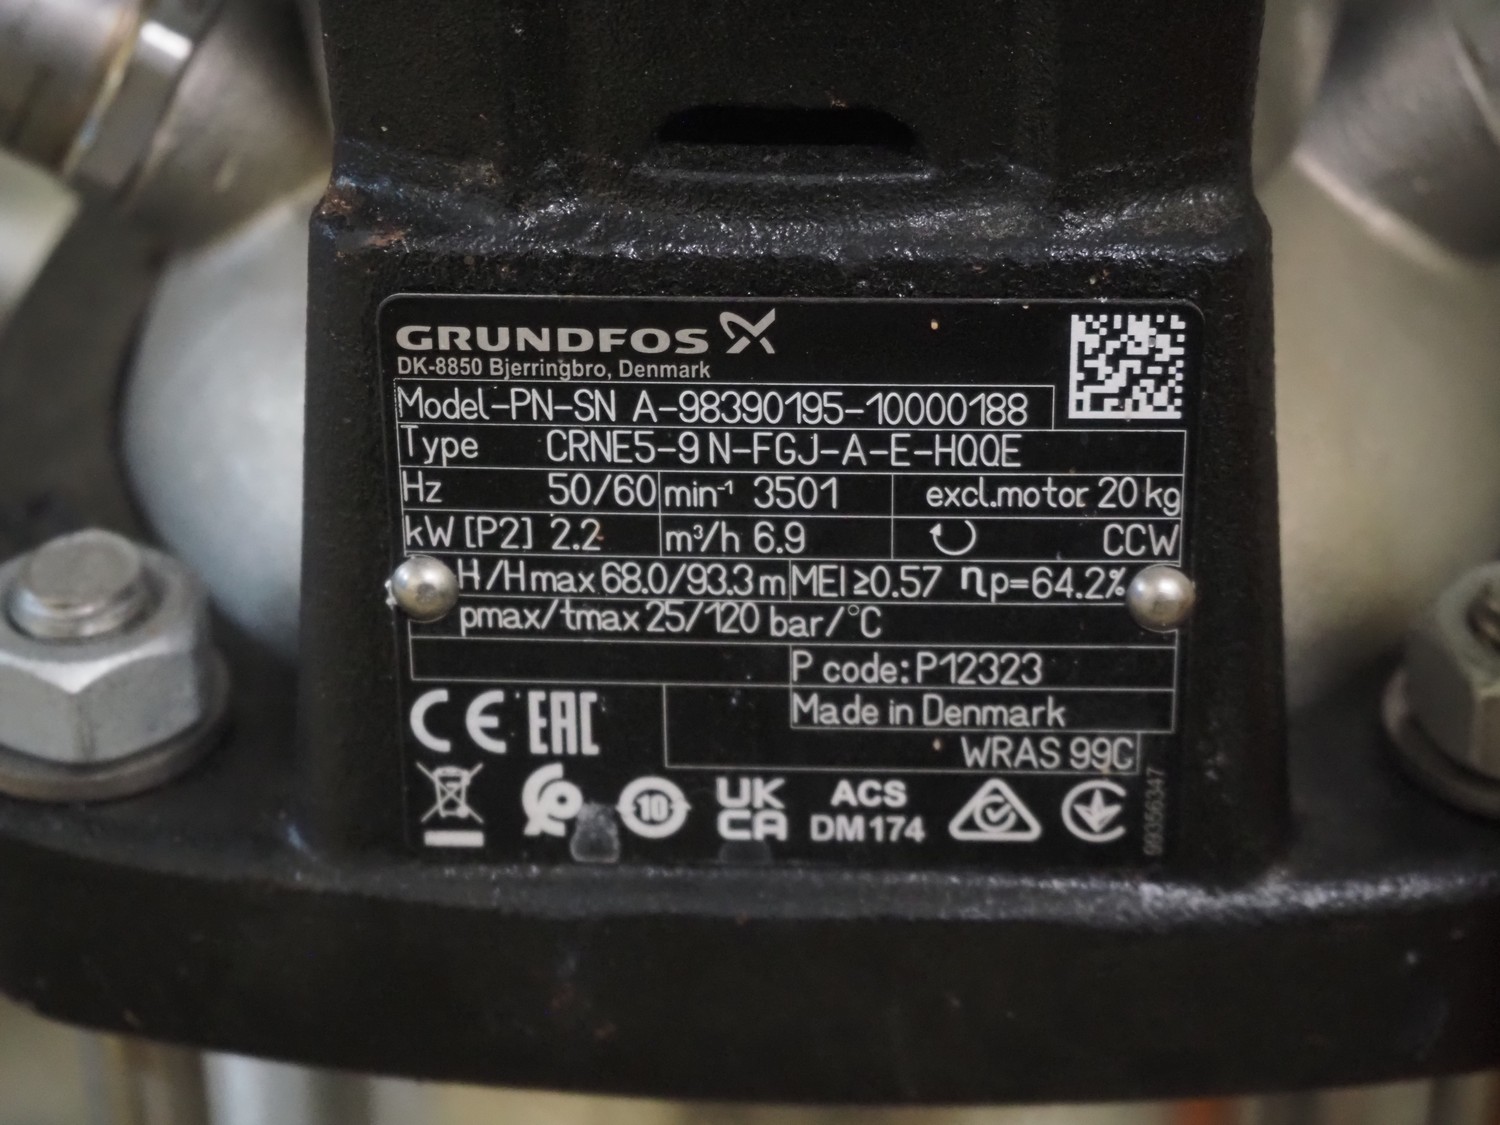 GRUNDFOS
DK-8850 Bjerringbro, Denmark
Model-PN-SN A-98390195-10000188
Type CRNE5-9 N-FGJ-A-E-HQQE
Hz 50/60 min⁻¹ 3501 excl.motor 20 kg
kW [P2] 2.2 m³/h 6.9 CCW
H/Hmax 68.0/93.3 m MEI ≥0.57 ηp=64.2%
pmax/tmax 25/120 bar/°C
P code: P12323
Made in Denmark
WRAS 99C
CE EAC
10 UK CA ACS DM174
99356347